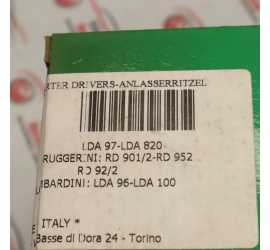 RTER DRIVERS-ANLASSERRITZEL
LDA 97-LDA 820
RUGGERINI: RD 901/2-RD 952
RD 92/2
MBARDINI: LDA 96-LDA 100
ITALY *
Basse di Dora 24 - Torino